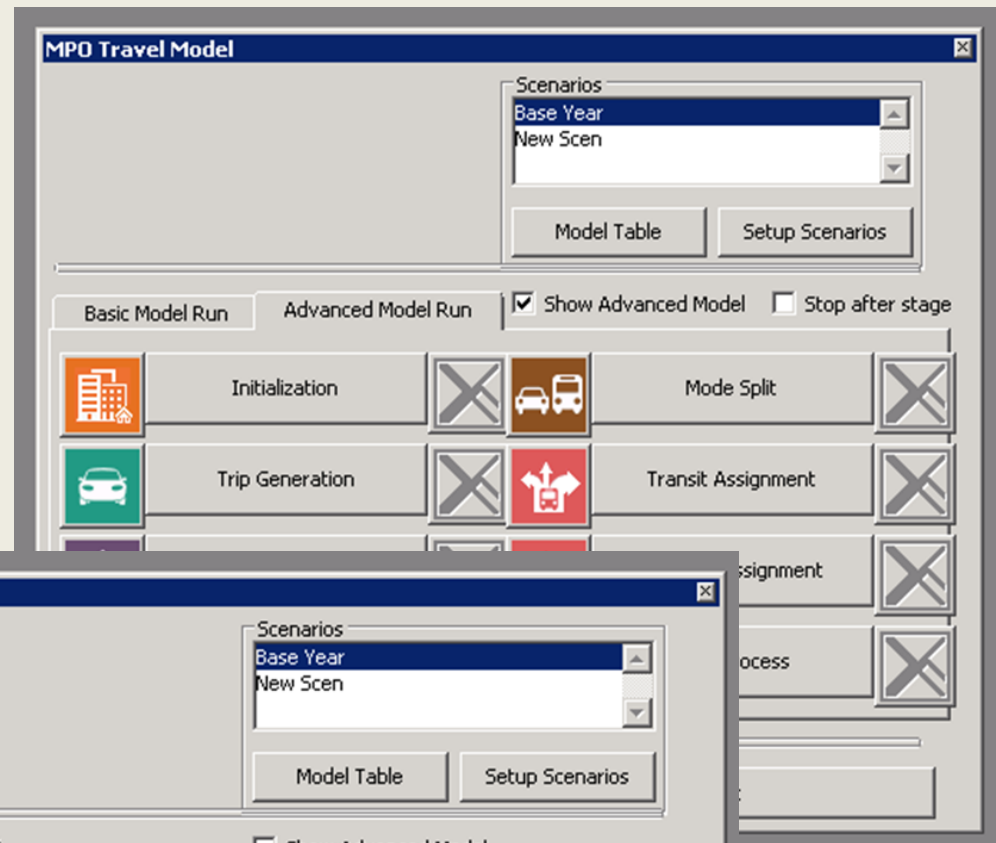 MPO Travel Model
Scenarios
Base Year
New Scen
Model Table
Setup Scenarios
Basic Model Run
Advanced Model Run
Show Advanced Model
Stop after stage
Initialization
Mode Split
Trip Generation
Transit Assignment
Scenarios
Base Year
New Scen
Model Table
Setup Scenarios